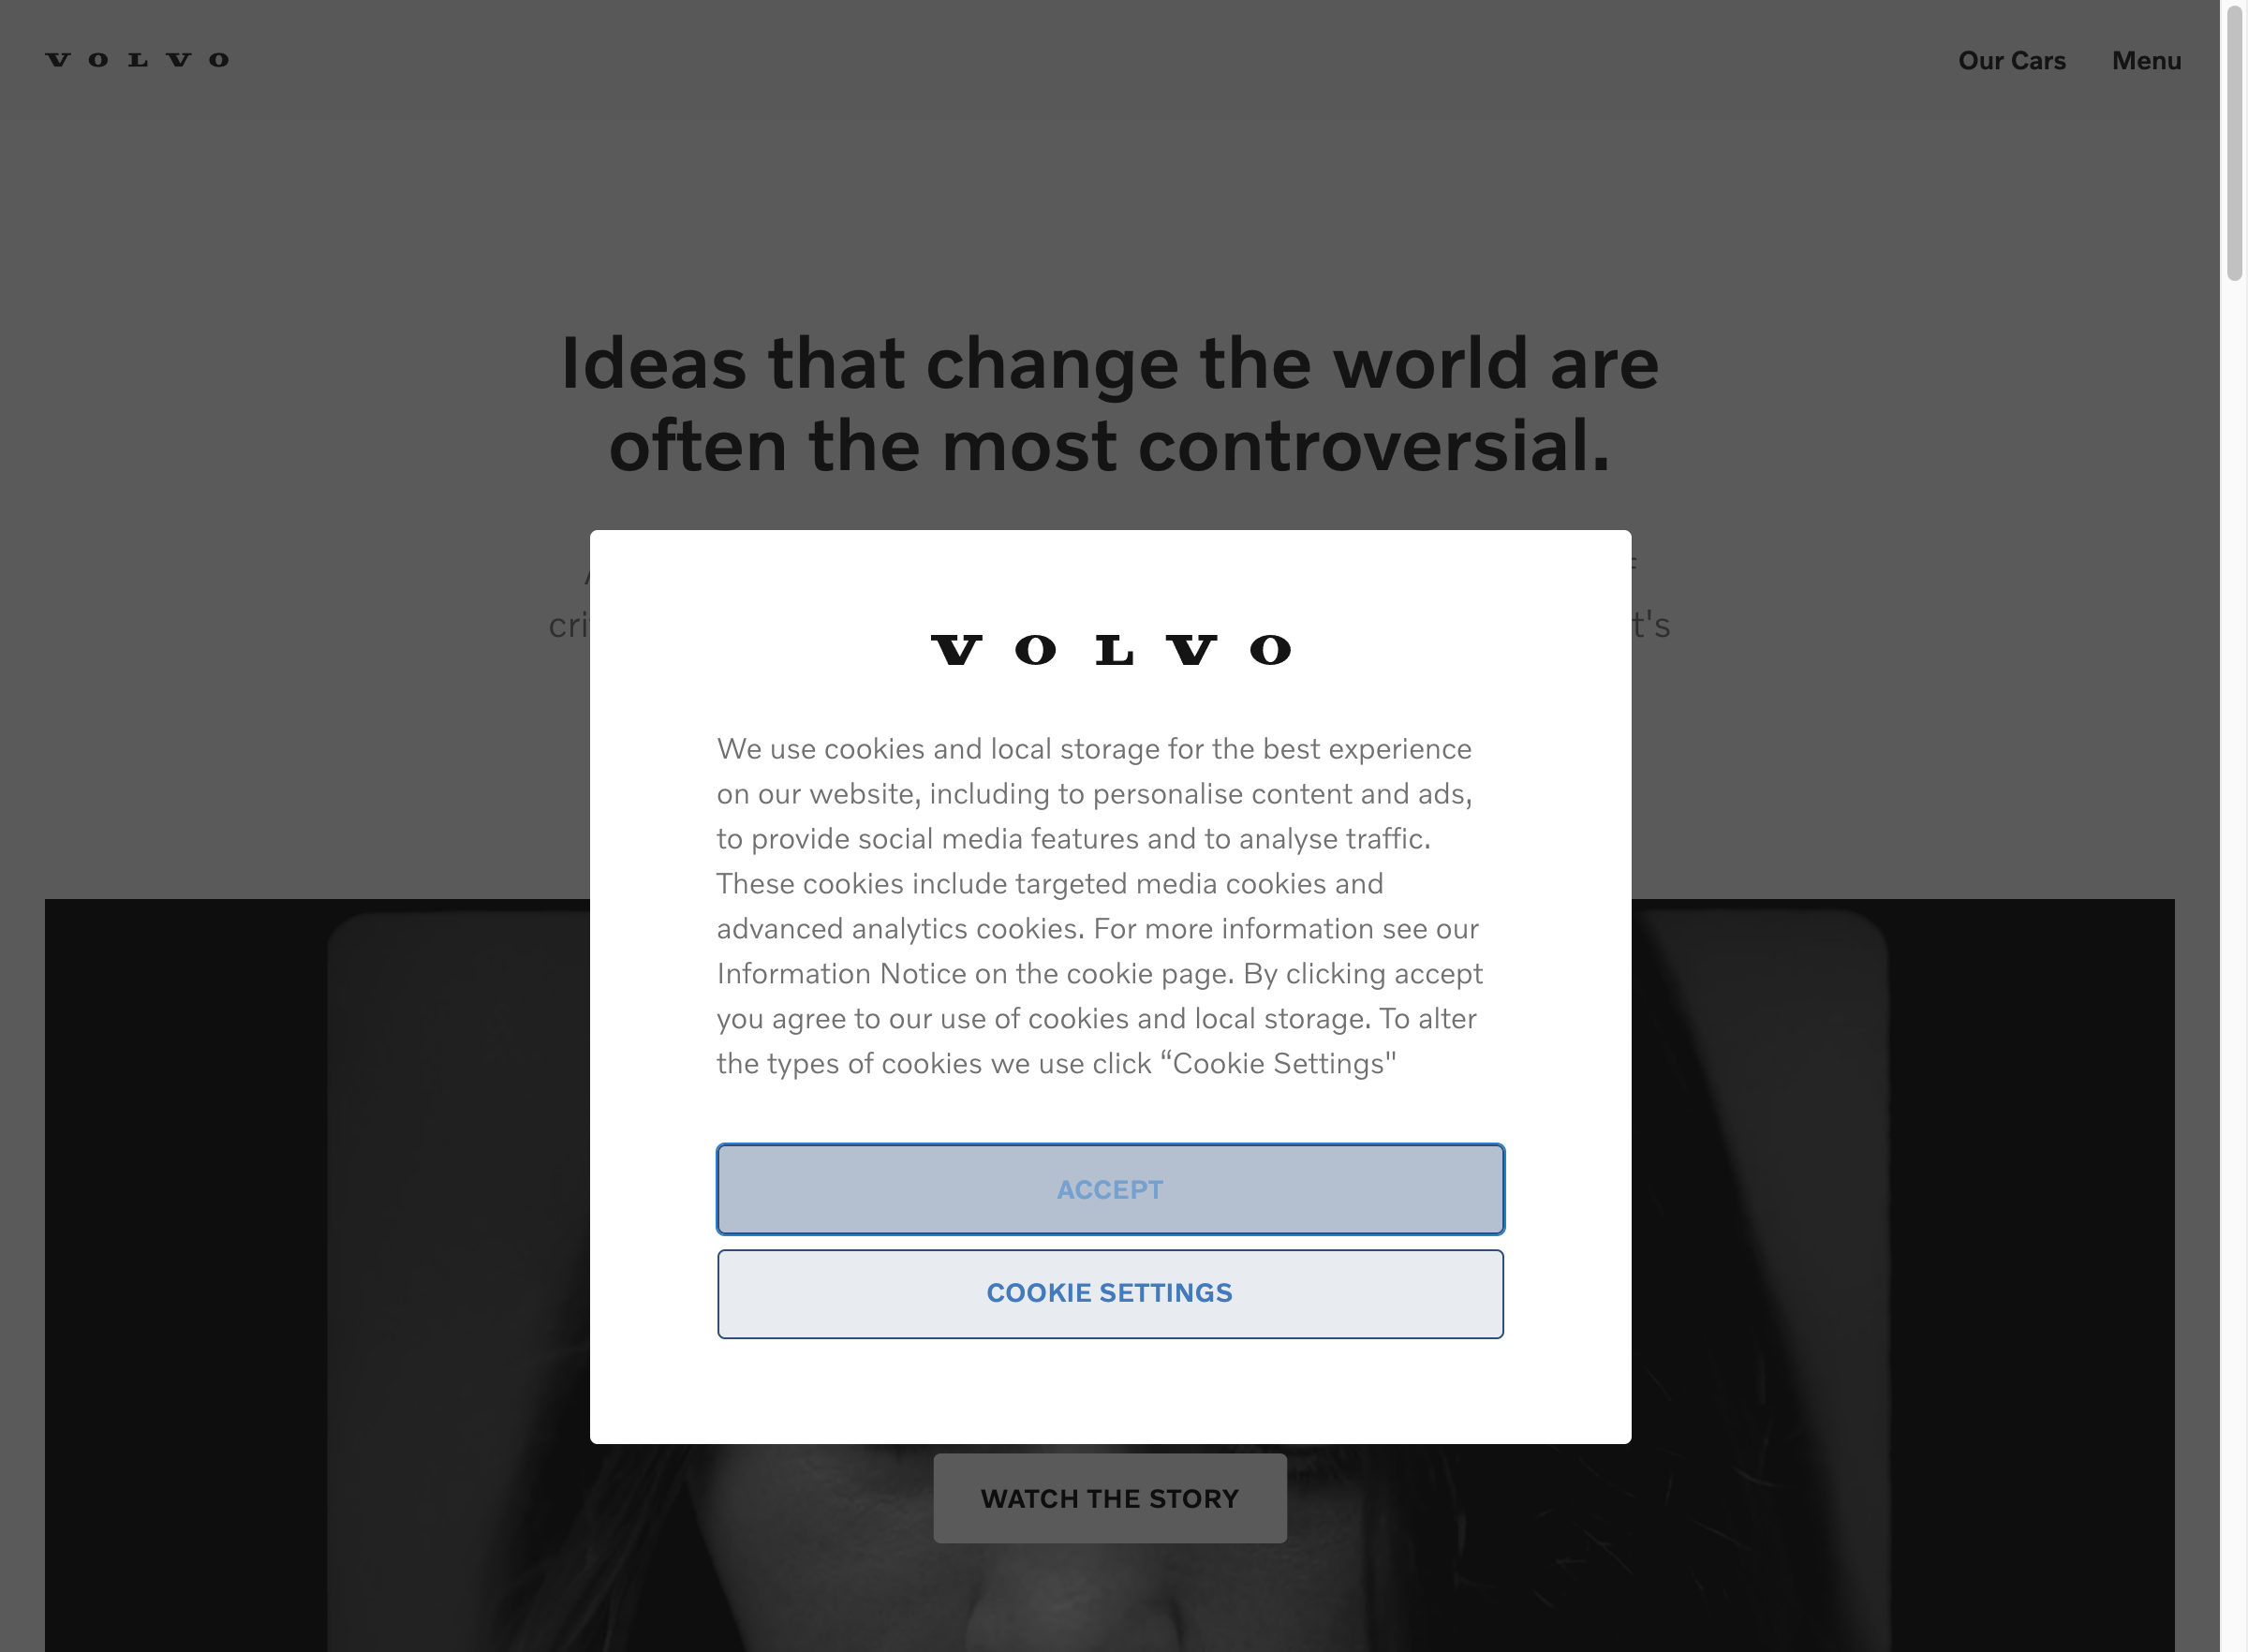 VOLVO
Our Cars
Menu
Ideas that change the world are
often the most controversial.
VOLVO
We use cookies and local storage for the best experience
on our website, including to personalise content and ads,
to provide social media features and to analyse traffic.
These cookies include targeted media cookies and
advanced analytics cookies. For more information see our
Information Notice on the cookie page. By clicking accept
you agree to our use of cookies and local storage. To alter
the types of cookies we use click “Cookie Settings"
ACCEPT
COOKIE SETTINGS
WATCH THE STORY